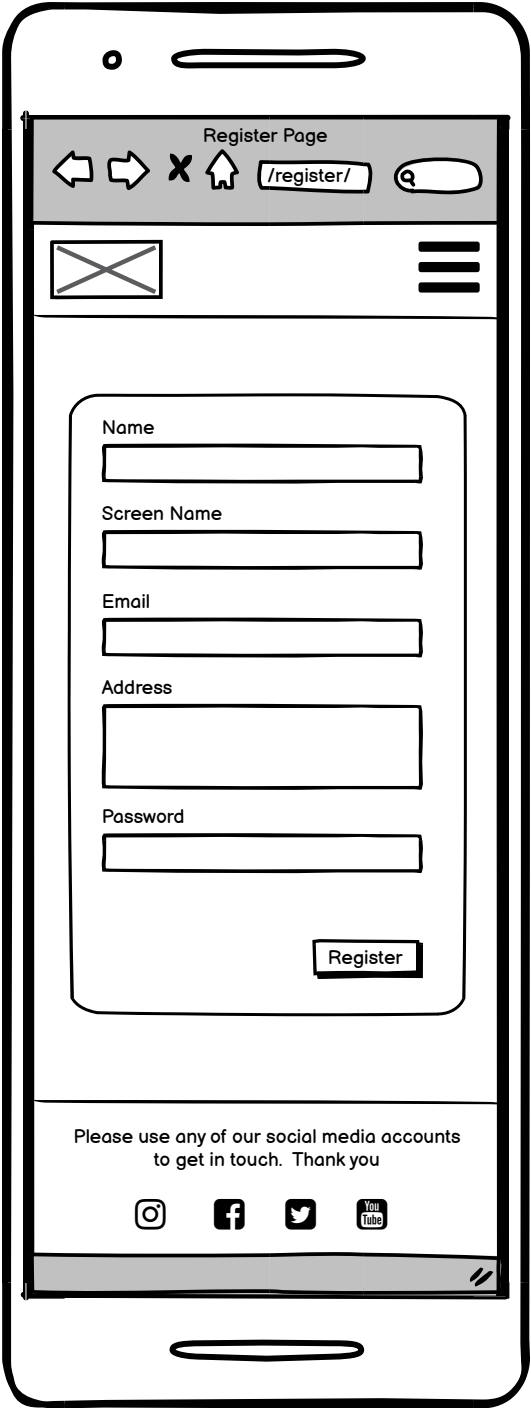 Register Page
/register/
Name
Screen Name
Email
Address
Password
Register
Please use any of our social media accounts
to get in touch. Thank you
You
Tube